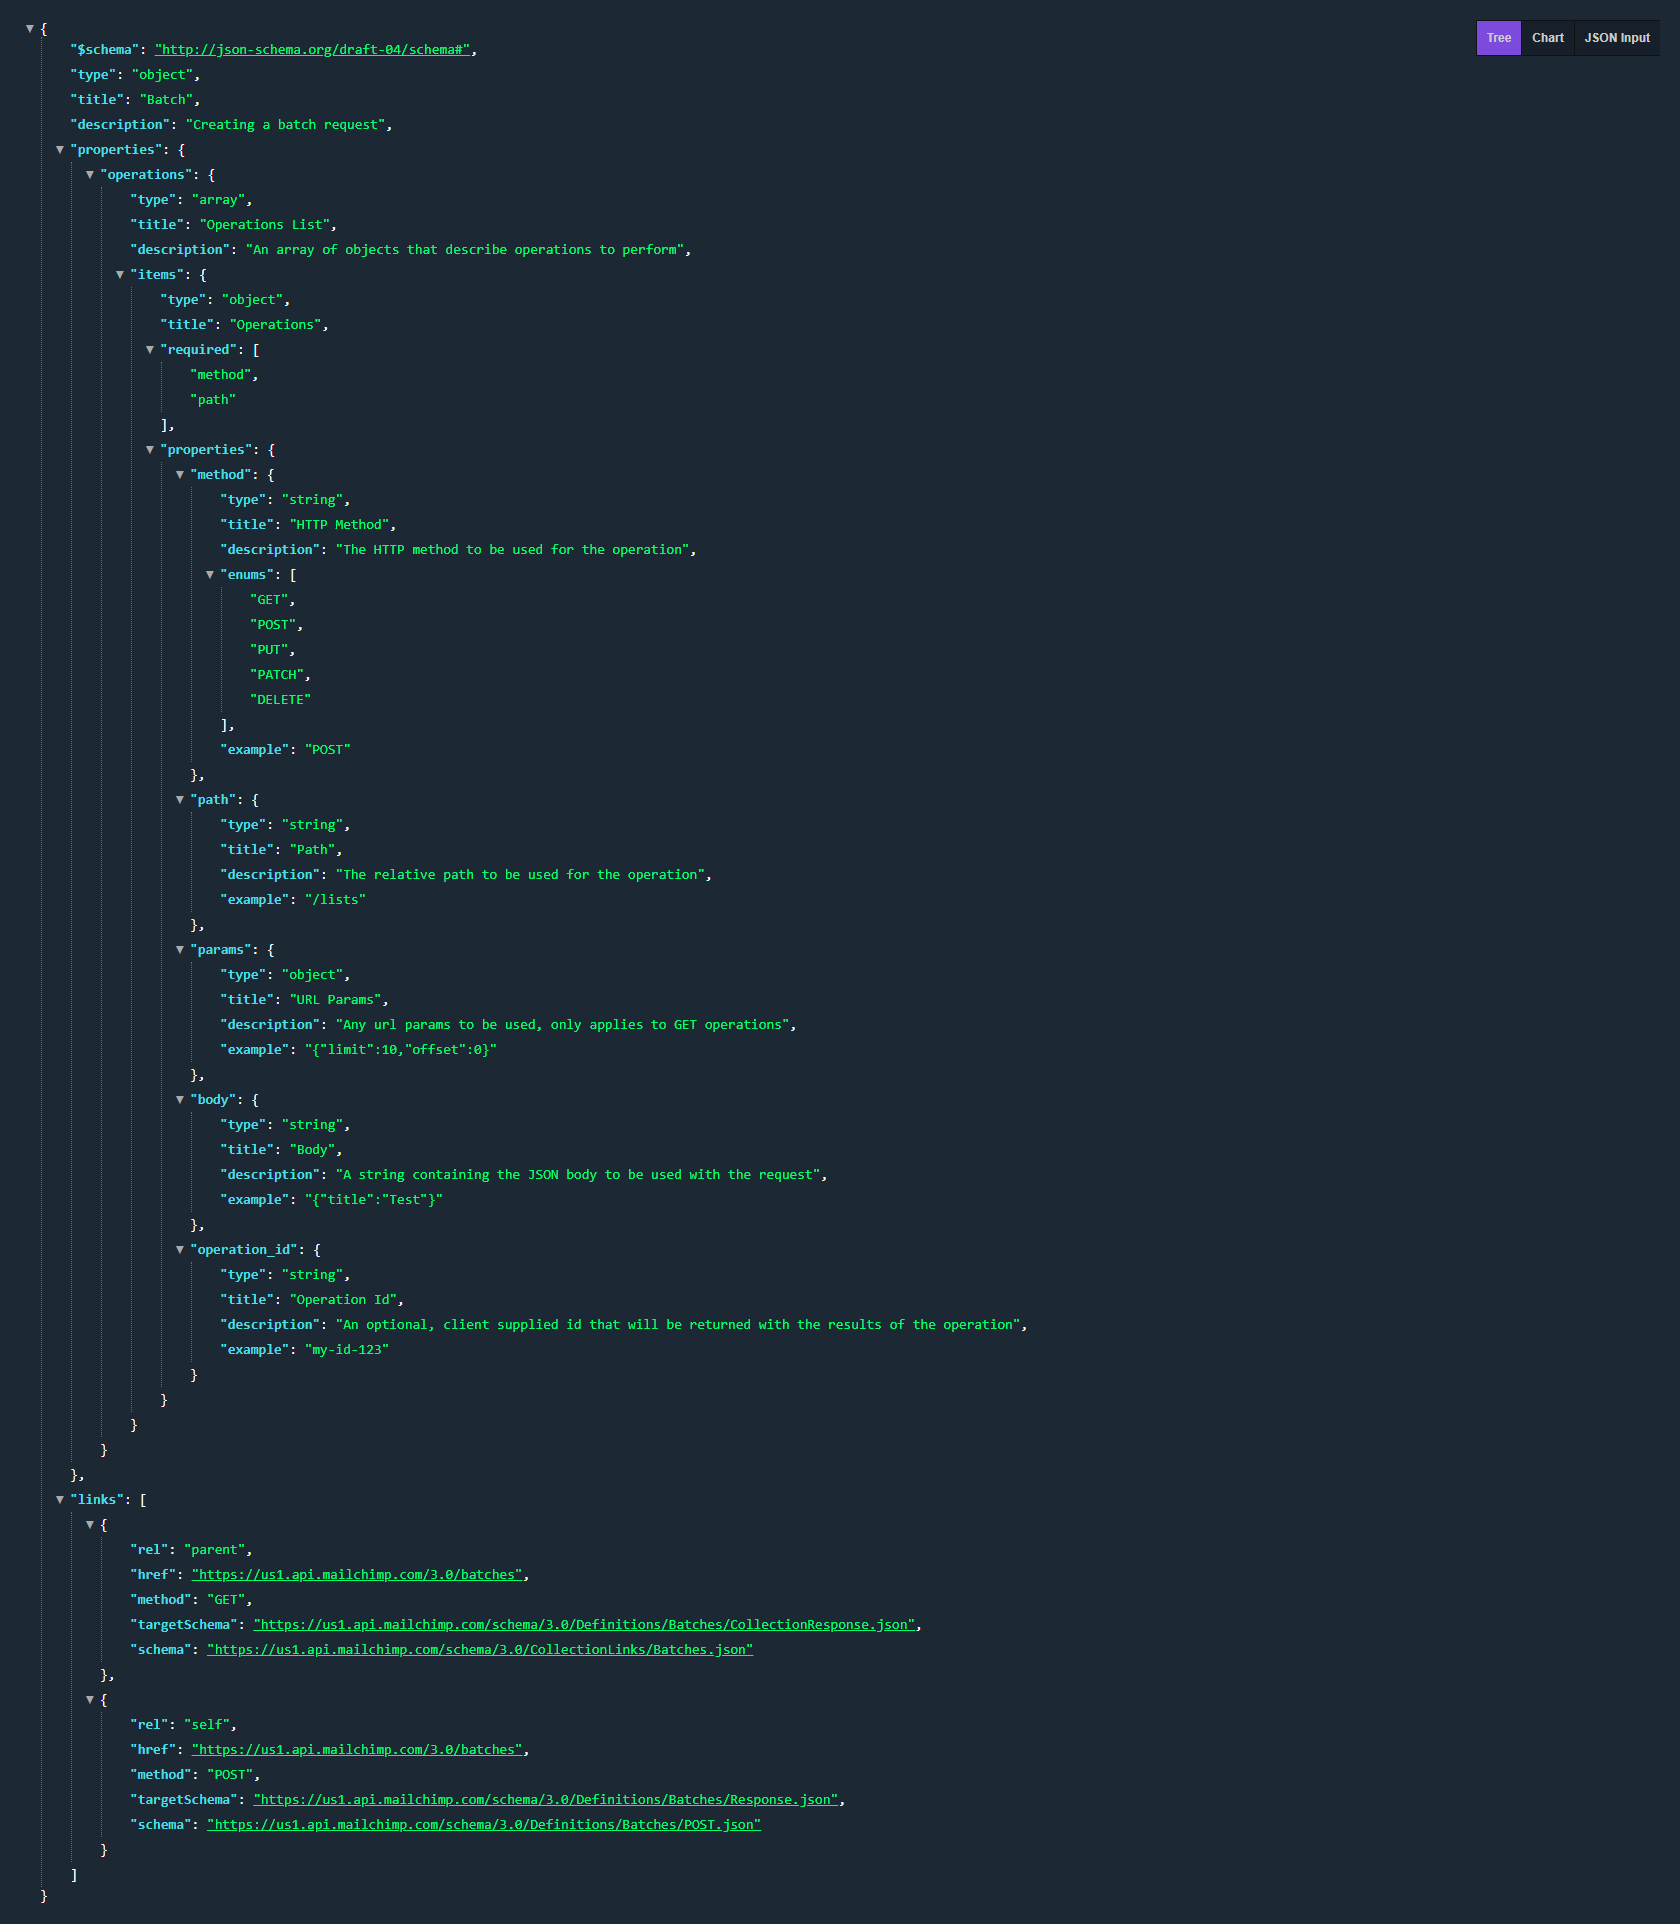 {
Tree Chart JSON Input
"$schema": "http://json-schema.org/draft-04/schema#",
"type": "object",
"title": "Batch",
"description": "Creating a batch request",
"properties": {
"operations": {
"type": "array",
"title": "Operations List",
"description": "An array of objects that describe operations to perform",
"items": {
"type": "object",
"title": "Operations",
"required": [
"method",
"path"
],
"properties": {
"method": {
"type": "string",
"title": "HTTP Method",
"description": "The HTTP method to be used for the operation",
"enums": [
"GET",
"POST",
"PUT",
"PATCH",
"DELETE"
],
"example": "POST"
},
"path": {
"type": "string",
"title": "Path",
"description": "The relative path to be used for the operation",
"example": "/lists"
},
"params": {
"type": "object",
"title": "URL Params",
"description": "Any url params to be used, only applies to GET operations",
"example": "{"limit":10,"offset":0}"
},
"body": {
"type": "string",
"title": "Body",
"description": "A string containing the JSON body to be used with the request",
"example": "{"title":"Test"}"
},
"operation_id": {
"type": "string",
"title": "Operation Id",
"description": "An optional, client supplied id that will be returned with the results of the operation",
"example": "my-id-123"
}
}
}
}
},
"links": [
{
"rel": "parent",
"href": "https://us1.api.mailchimp.com/3.0/batches",
"method": "GET",
"targetSchema": "https://us1.api.mailchimp.com/schema/3.0/Definitions/Batches/CollectionResponse.json",
"schema": "https://us1.api.mailchimp.com/schema/3.0/CollectionLinks/Batches.json"
},
{
"rel": "self",
"href": "https://us1.api.mailchimp.com/3.0/batches",
"method": "POST",
"targetSchema": "https://us1.api.mailchimp.com/schema/3.0/Definitions/Batches/Response.json",
"schema": "https://us1.api.mailchimp.com/schema/3.0/Definitions/Batches/POST.json"
}
]
}